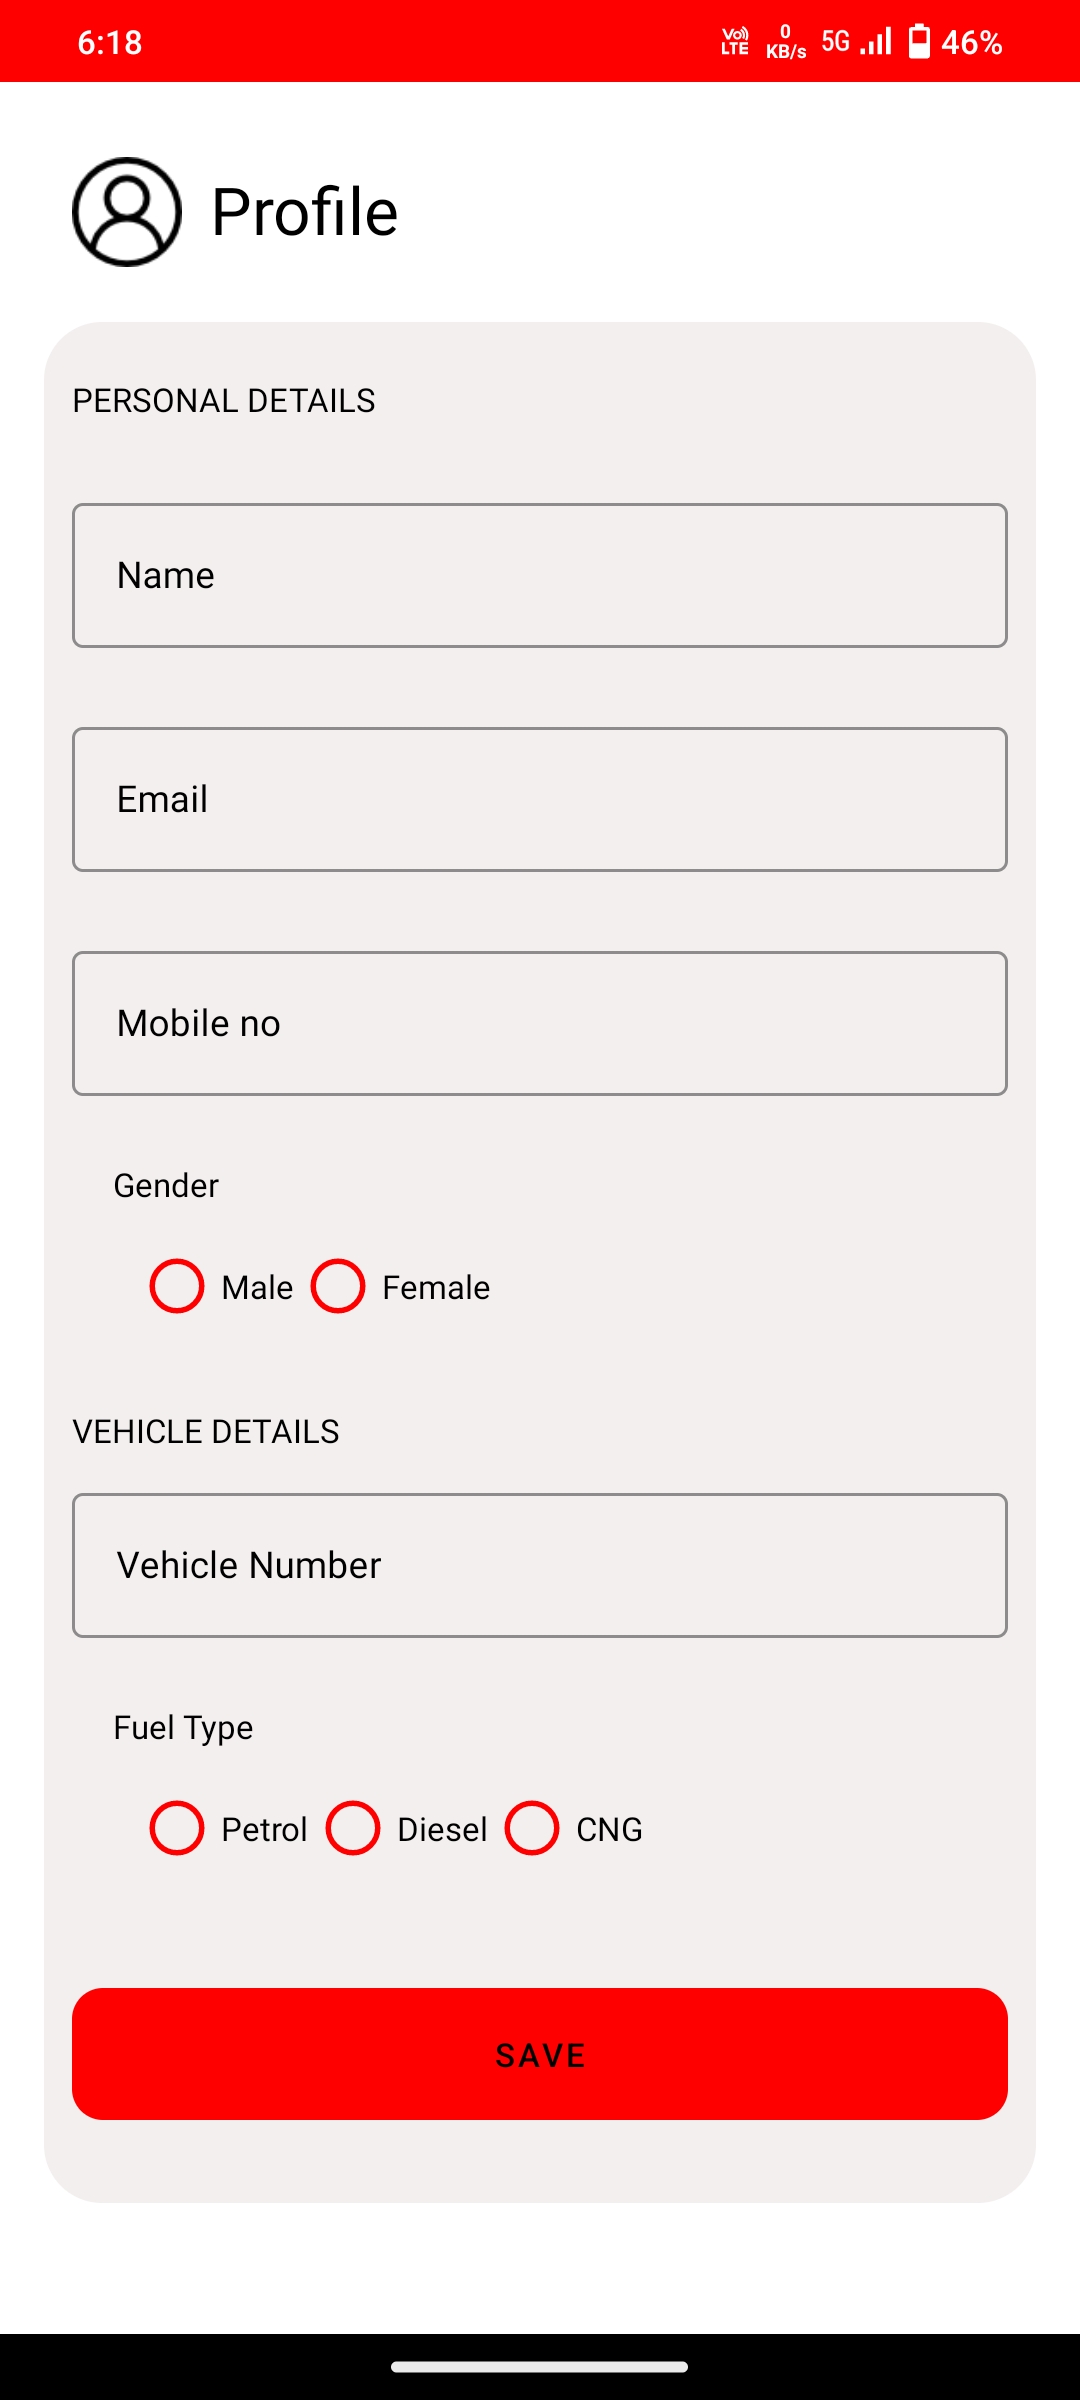 6:18 Vo) LTE 0 KB/s 5G 46%
Profile
PERSONAL DETAILS
Name
Email
Mobile no
Gender
Male Female
VEHICLE DETAILS
Vehicle Number
Fuel Type
Petrol Diesel CNG
SAVE